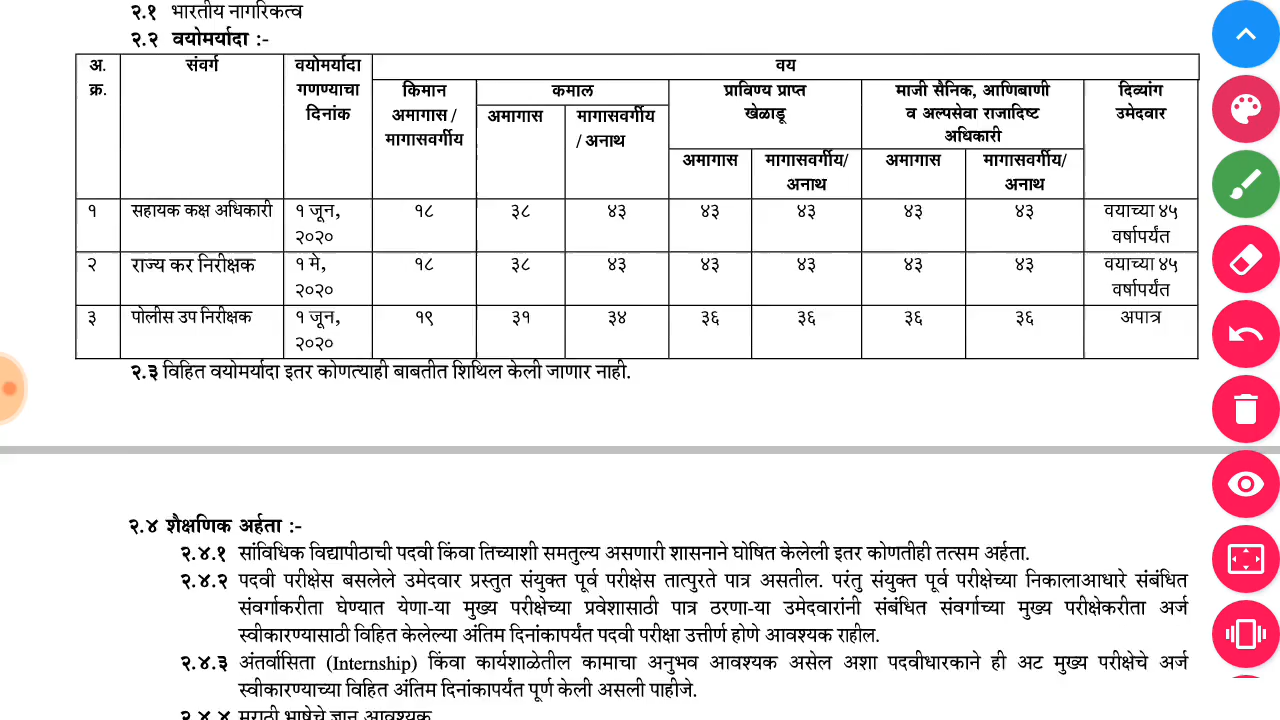 २.१ भारतीय नागरिकत्व
२.२ वयोमर्यादा :-
अ. क्र. संवर्ग वयोमर्यादा गणण्याचा दिनांक वय
किमान अमागास / मागासवर्गीय कमाल प्राविण्य प्राप्त खेळाडू माजी सैनिक, आणिबाणी व अल्पसेवा राजादिष्ट अधिकारी दिव्यांग उमेदवार
अमागास मागासवर्गीय / अनाथ अमागास मागासवर्गीय/ अनाथ अमागास मागासवर्गीय/ अनाथ
१ सहायक कक्ष अधिकारी १ जून, २०२० १८ ३८ ४३ ४३ ४३ ४३ ४३ वयाच्या ४५ वर्षापर्यंत
२ राज्य कर निरीक्षक १ मे, २०२० १८ ३८ ४३ ४३ ४३ ४३ ४३ वयाच्या ४५ वर्षापर्यंत
३ पोलीस उप निरीक्षक १ जून, २०२० १९ ३१ ३४ ३६ ३६ ३६ ३६ अपात्र
२.३ विहित वयोमर्यादा इतर कोणत्याही बाबतीत शिथिल केली जाणार नाही.
२.४ शैक्षणिक अर्हता :-
२.४.१ सांविधिक विद्यापीठाची पदवी किंवा तिच्याशी समतुल्य असणारी शासनाने घोषित केलेली इतर कोणतीही तत्सम अर्हता.
२.४.२ पदवी परीक्षेस बसलेले उमेदवार प्रस्तुत संयुक्त पूर्व परीक्षेस तात्पुरते पात्र असतील. परंतु संयुक्त पूर्व परीक्षेच्या निकालाआधारे संबंधित
संवर्गाकरीता घेण्यात येणा-या मुख्य परीक्षेच्या प्रवेशासाठी पात्र ठरणा-या उमेदवारांनी संबंधित संवर्गाच्या मुख्य परीक्षेकरीता अर्ज
स्वीकारण्यासाठी विहित केलेल्या अंतिम दिनांकापर्यंत पदवी परीक्षा उत्तीर्ण होणे आवश्यक राहील.
२.४.३ अंतर्वासिता (Internship) किंवा कार्यशाळेतील कामाचा अनुभव आवश्यक असेल अशा पदवीधारकाने ही अट मुख्य परीक्षेचे अर्ज
स्वीकारण्याच्या विहित अंतिम दिनांकापर्यंत पूर्ण केली असली पाहीजे.
२.४.४ मराठी भाषेचे ज्ञान आवश्यक